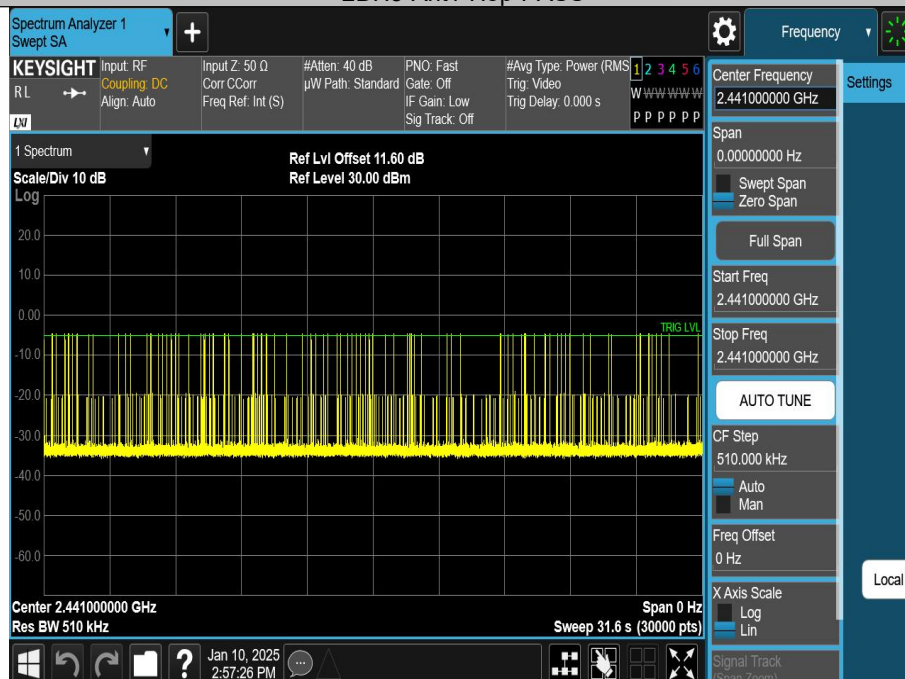 Spectrum Analyzer 1
Swept SA
Frequency
KEYSIGHT
RL
LXI
Input: RF
Coupling: DC
Align: Auto
Input Z: 50 Ω
Corr CCorr
Freq Ref: Int (S)
#Atten: 40 dB
µW Path: Standard
PNO: Fast
Gate: Off
IF Gain: Low
Sig Track: Off
#Avg Type: Power (RMS
Trig: Video
Trig Delay: 0.000 s
1 2 3 4 5 6
W W W W W W
P P P P P P
Center Frequency
2.441000000 GHz
Settings
Span
0.00000000 Hz
Swept Span
Zero Span
Full Span
Start Freq
2.441000000 GHz
Stop Freq
2.441000000 GHz
AUTO TUNE
CF Step
510.000 kHz
Auto
Man
Freq Offset
0 Hz
X Axis Scale
Log
Lin
Signal Track
(Span Zoom)
Local
1 Spectrum
Scale/Div 10 dB
Log
Ref Lvl Offset 11.60 dB
Ref Level 30.00 dBm
20.0
10.0
0.00
TRIG LVL
-10.0
-20.0
-30.0
-40.0
-50.0
-60.0
Center 2.441000000 GHz
Res BW 510 kHz
Span 0 Hz
Sweep 31.6 s (30000 pts)
?
Jan 10, 2025
2:57:26 PM